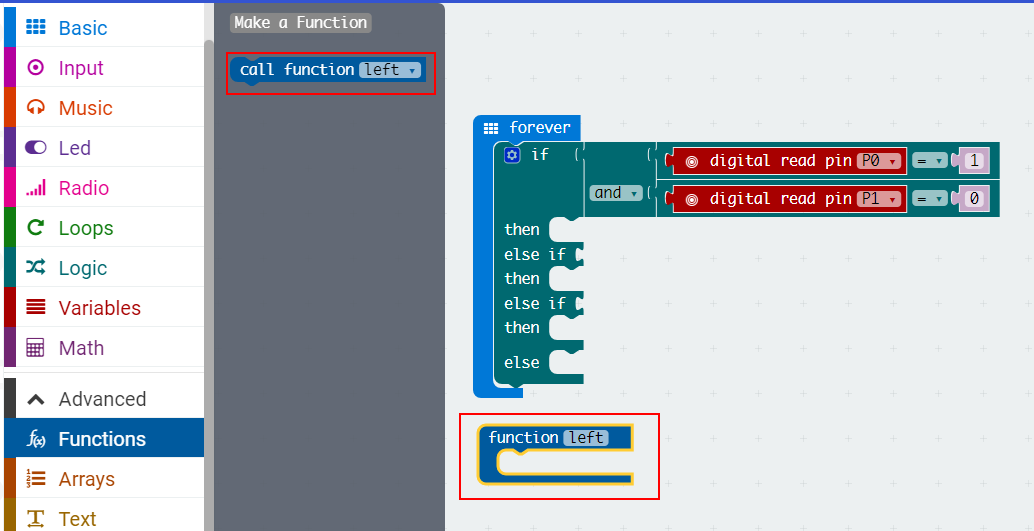 Basic
Input
Music
Led
Radio
Loops
Logic
Variables
Math
Advanced
Functions
Arrays
Text
Make a Function
call function left
forever
if digital read pin P0 = 1
and digital read pin P1 = 0
then
else if
then
else if
then
else
function left